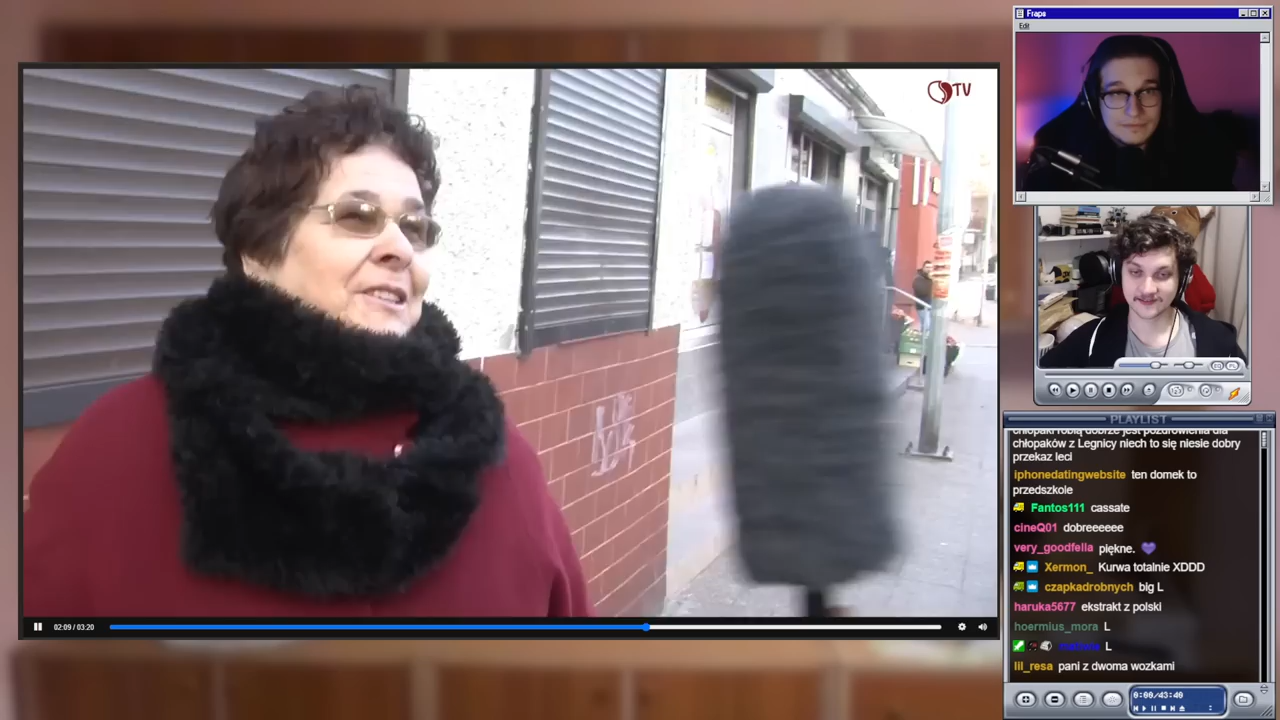 TV
02:09 / 03:20
Fraps
Edit
PLAYLIST
chłopaki robią dobrze jest pozdrowienia dla
chłopaków z Legnicy niech to się niesie dobry
przekaz leci
iphonedatingwebsite ten domek to
przedszkole
Fantos111 cassate
cineQ01 dobreeeeee
very_goodfella piękne.
Xermon_ Kurwa totalnie XDDD
czapkadrobnych big L
haruka5677 ekstrakt z polski
hoermius_mora L
L
lil_resa pani z dwoma wozkami
0:00/43:40